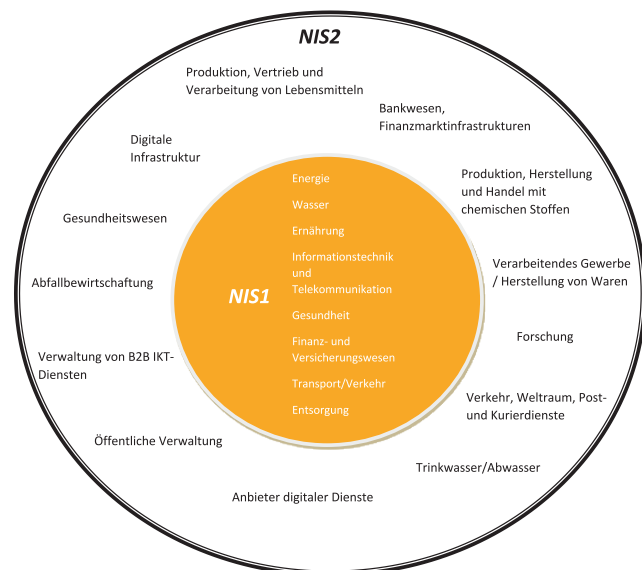 NIS2
Produktion, Vertrieb und
Verarbeitung von Lebensmitteln
Bankwesen,
Finanzmarktinfrastrukturen
Digitale
Infrastruktur
Produktion, Herstellung
und Handel mit
chemischen Stoffen
Gesundheitswesen
Verarbeitendes Gewerbe
/ Herstellung von Waren
Abfallbewirtschaftung
Forschung
Verwaltung von B2B IKT-
Diensten
Verkehr, Weltraum, Post-
und Kurierdienste
Öffentliche Verwaltung
Trinkwasser/Abwasser
Anbieter digitaler Dienste
NIS1
Energie
Wasser
Ernährung
Informationstechnik
und
Telekommunikation
Gesundheit
Finanz- und
Versicherungswesen
Transport/Verkehr
Entsorgung